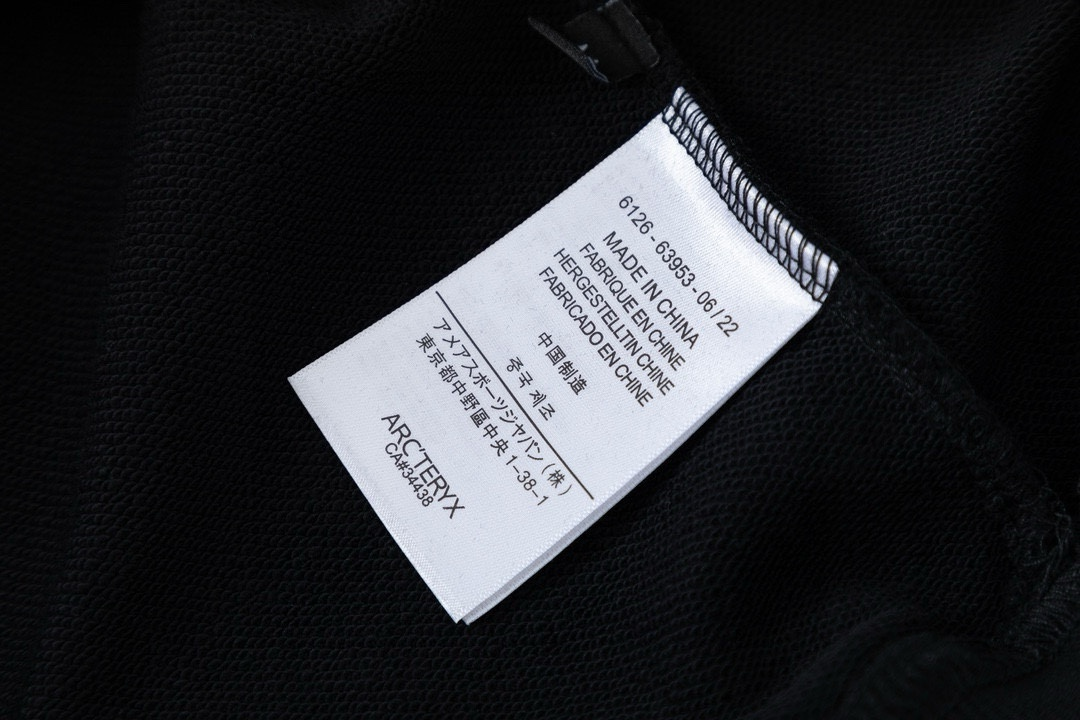 6126-63953-06/22
MADE IN CHINA
FABRIQUE EN CHINE
HERGESTELLTIN CHINE
FABRICADO EN CHINE
中国制造
중국 제조
アメアスポーツジャパン(株)
東京都中野區中央1-38-1
ARC'TERYX
CA#34438